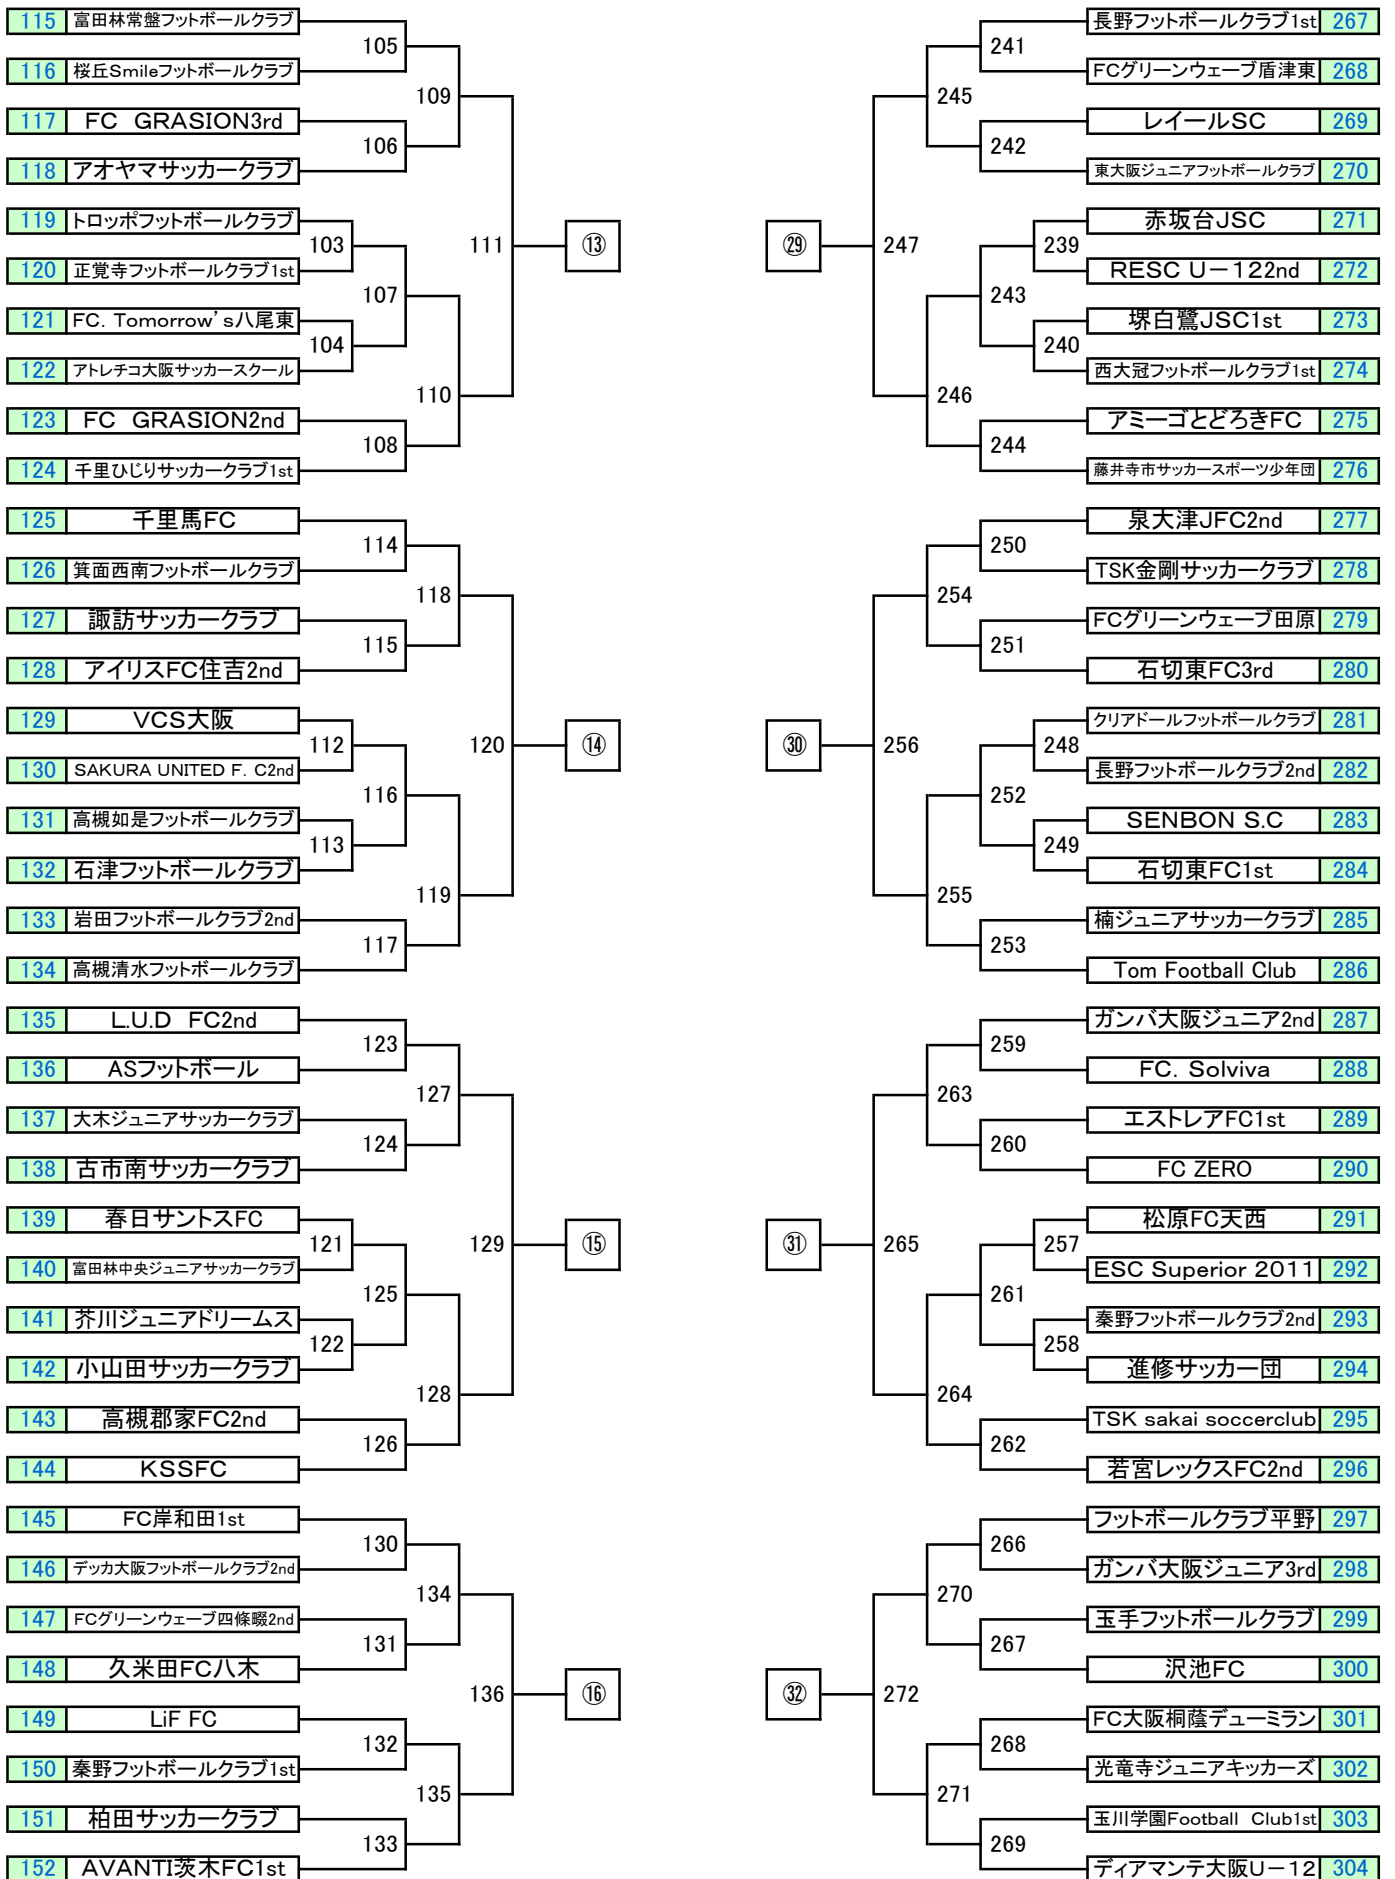 115 富田林常盤フットボールクラブ
105
116 桜丘Smileフットボールクラブ
109
117 FC GRASION3rd
106
118 アオヤマサッカークラブ
119 トロッポフットボールクラブ
103
111
⑬
120 正覚寺フットボールクラブ1st
107
121 FC. Tomorrow's八尾東
104
122 アトレチコ大阪サッカースクール
110
123 FC GRASION2nd
108
124 千里ひじりサッカークラブ1st
125 千里馬FC
114
126 箕面西南フットボールクラブ
118
127 諏訪サッカークラブ
115
128 アイリスFC住吉2nd
129 VCS大阪
112
120
⑭
130 SAKURA UNITED F. C2nd
116
131 高槻如是フットボールクラブ
113
132 石津フットボールクラブ
119
133 岩田フットボールクラブ2nd
117
134 高槻清水フットボールクラブ
135 L.U.D FC2nd
123
136 ASフットボール
127
137 大木ジュニアサッカークラブ
124
138 古市南サッカークラブ
139 春日サントスFC
121
129
⑮
140 富田林中央ジュニアサッカークラブ
125
141 芥川ジュニアドリームス
122
142 小山田サッカークラブ
128
143 高槻郡家FC2nd
126
144 KSSFC
145 FC岸和田1st
130
146 デッカ大阪フットボールクラブ2nd
134
147 FCグリーンウェーブ四條畷2nd
131
148 久米田FC八木
136
⑯
149 LiF FC
132
150 秦野フットボールクラブ1st
135
151 柏田サッカークラブ
133
152 AVANTI茨木FC1st
長野フットボールクラブ1st 267
241
FCグリーンウェーブ盾津東 268
245
レイールSC 269
242
東大阪ジュニアフットボールクラブ 270
赤坂台JSC 271
㉙
247
239
RESC U－122nd 272
243
堺白鷺JSC1st 273
240
西大冠フットボールクラブ1st 274
246
アミーゴとどろきFC 275
244
藤井寺市サッカースポーツ少年団 276
泉大津JFC2nd 277
250
TSK金剛サッカークラブ 278
254
FCグリーンウェーブ田原 279
251
石切東FC3rd 280
クリアドールフットボールクラブ 281
㉚
256
248
長野フットボールクラブ2nd 282
252
SENBON S.C 283
249
石切東FC1st 284
255
楠ジュニアサッカークラブ 285
253
Tom Football Club 286
ガンバ大阪ジュニア2nd 287
259
FC. Solviva 288
263
エストレアFC1st 289
260
FC ZERO 290
松原FC天西 291
㉛
265
257
ESC Superior 2011 292
261
秦野フットボールクラブ2nd 293
258
進修サッカー団 294
264
TSK sakai soccerclub 295
262
若宮レックスFC2nd 296
フットボールクラブ平野 297
266
ガンバ大阪ジュニア3rd 298
270
玉手フットボールクラブ 299
267
沢池FC 300
㉜
272
FC大阪桐蔭デューミラン 301
268
光竜寺ジュニアキッカーズ 302
271
玉川学園Football Club1st 303
269
ディアマンテ大阪U－12 304